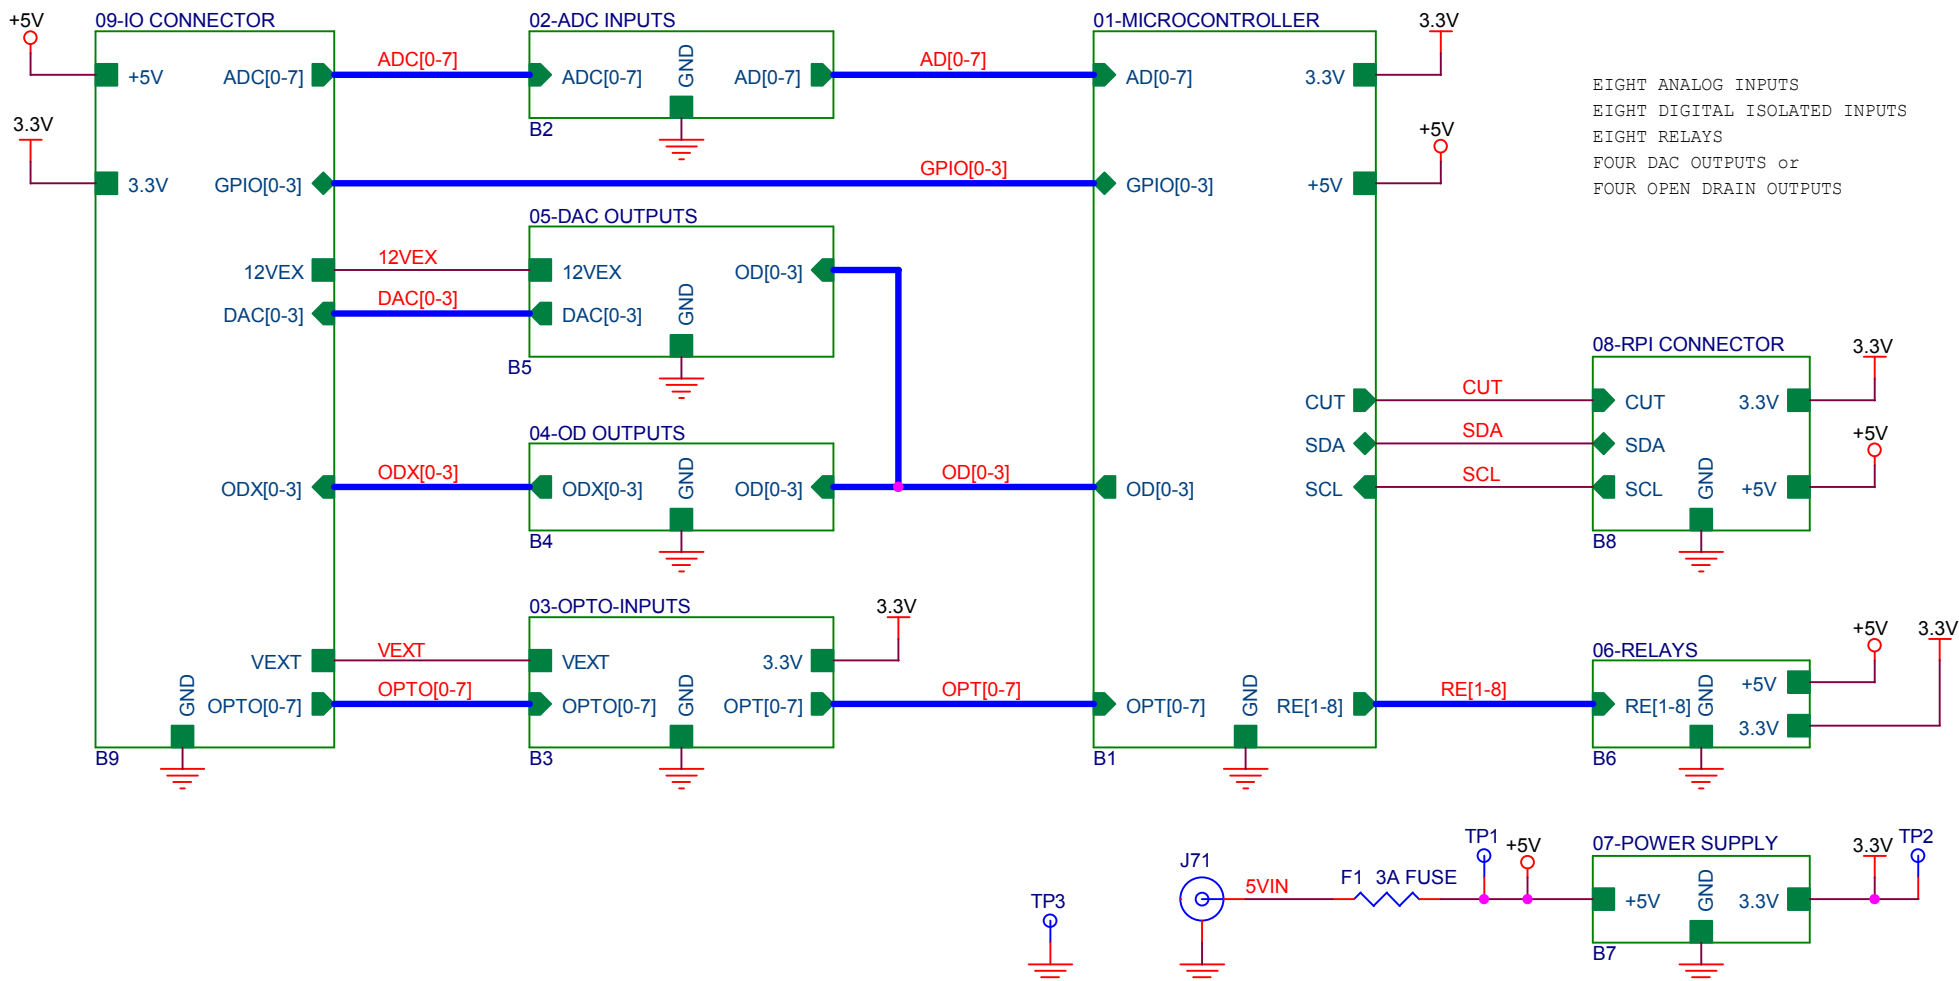 +5V
09-IO CONNECTOR
02-ADC INPUTS
01-MICROCONTROLLER
3.3V
+5V
ADC[0-7]
ADC[0-7]
ADC[0-7]
GND
AD[0-7]
AD[0-7]
AD[0-7]
3.3V
EIGHT ANALOG INPUTS
EIGHT DIGITAL ISOLATED INPUTS
EIGHT RELAYS
FOUR DAC OUTPUTS or
FOUR OPEN DRAIN OUTPUTS
3.3V
B2
+5V
3.3V
GPIO[0-3]
GPIO[0-3]
GPIO[0-3]
+5V
05-DAC OUTPUTS
12VEX
12VEX
12VEX
OD[0-3]
DAC[0-3]
DAC[0-3]
DAC[0-3]
GND
B5
08-RPI CONNECTOR
3.3V
CUT
CUT
CUT
3.3V
04-OD OUTPUTS
SDA
SDA
SDA
+5V
ODX[0-3]
ODX[0-3]
ODX[0-3]
GND
OD[0-3]
OD[0-3]
OD[0-3]
SCL
SCL
SCL
GND
+5V
B4
B8
03-OPTO-INPUTS
3.3V
+5V
3.3V
06-RELAYS
VEXT
VEXT
VEXT
3.3V
+5V
GND
OPTO[0-7]
OPTO[0-7]
OPTO[0-7]
GND
OPT[0-7]
OPT[0-7]
OPT[0-7]
GND
RE[1-8]
RE[1-8]
RE[1-8]
GND
3.3V
B9
B3
B1
B6
TP1
+5V
07-POWER SUPPLY
3.3V
TP2
J71
5VIN
F1 3A FUSE
+5V
GND
3.3V
TP3
B7